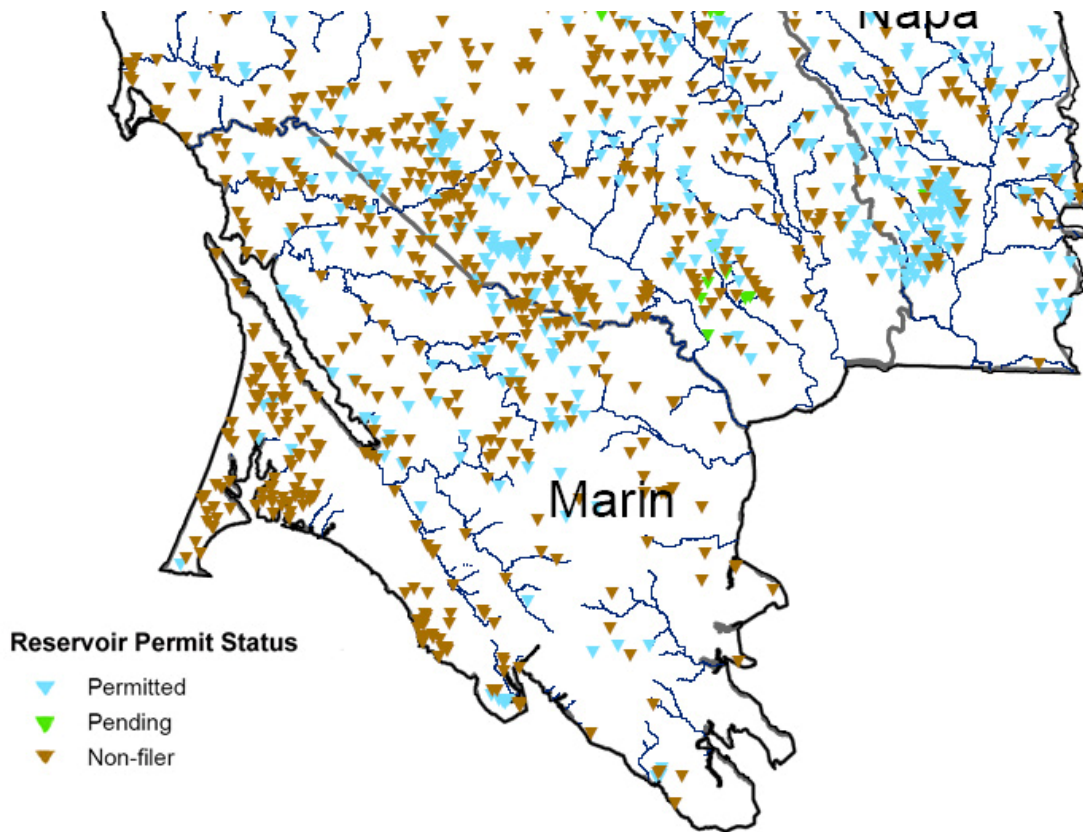 Napa
Marin
Reservoir Permit Status
Permitted
Pending
Non-filer